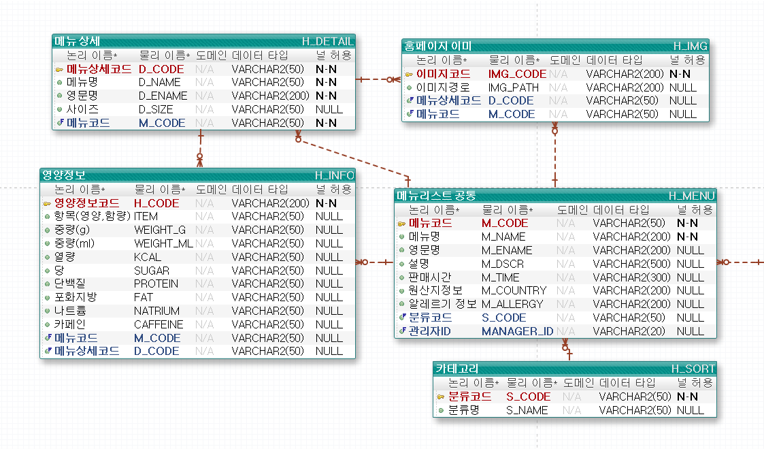 메뉴 상세 H_DETAIL
논리 이름* 물리 이름* 도메인 데이터 타입 널 허용
메뉴상세코드 D_CODE N/A VARCHAR2(50) N-N
메뉴명 D_NAME N/A VARCHAR2(50) N-N
영문명 D_ENAME N/A VARCHAR2(200) N-N
사이즈 D_SIZE N/A VARCHAR2(50) NULL
메뉴코드 M_CODE N/A VARCHAR2(50) N-N
홈페이지 이미 H_IMG
논리 이름* 물리 이름* 도메인 데이터 타입 널 허용
이미지코드 IMG_CODE N/A VARCHAR2(200) N-N
이미지경로 IMG_PATH N/A VARCHAR2(200) NULL
메뉴상세코드 D_CODE N/A VARCHAR2(50) NULL
메뉴코드 M_CODE N/A VARCHAR2(50) NULL
영양정보 H_INFO
논리 이름* 물리 이름* 도메인 데이터 타입 널 허용
영양정보코드 H_CODE N/A VARCHAR2(200) N-N
항목(영양,함량) ITEM N/A VARCHAR2(50) NULL
중량(g) WEIGHT_G N/A VARCHAR2(50) NULL
중량(ml) WEIGHT_ML N/A VARCHAR2(50) NULL
열량 KCAL N/A VARCHAR2(50) NULL
당 SUGAR N/A VARCHAR2(50) NULL
단백질 PROTEIN N/A VARCHAR2(50) NULL
포화지방 FAT N/A VARCHAR2(50) NULL
나트륨 NATRIUM N/A VARCHAR2(50) NULL
카페인 CAFFEINE N/A VARCHAR2(50) NULL
메뉴코드 M_CODE N/A VARCHAR2(50) NULL
메뉴상세코드 D_CODE N/A VARCHAR2(50) NULL
메뉴리스트 공통 H_MENU
논리 이름* 물리 이름* 도메인 데이터 타입 널 허용
메뉴코드 M_CODE N/A VARCHAR2(50) N-N
메뉴명 M_NAME N/A VARCHAR2(50) N-N
영문명 M_ENAME N/A VARCHAR2(200) NULL
설명 M_DSCR N/A VARCHAR2(500) NULL
판매시간 M_TIME N/A VARCHAR2(300) NULL
원산지정보 M_COUNTRY N/A VARCHAR2(200) NULL
알레르기 정보 M_ALLERGY N/A VARCHAR2(200) NULL
분류코드 S_CODE N/A VARCHAR2(50) NULL
관리자ID MANAGER_ID N/A VARCHAR2(20) NULL
카테고리 H_SORT
논리 이름* 물리 이름* 도메인 데이터 타입 널 허용
분류코드 S_CODE N/A VARCHAR2(50) N-N
분류명 S_NAME N/A VARCHAR2(50) NULL